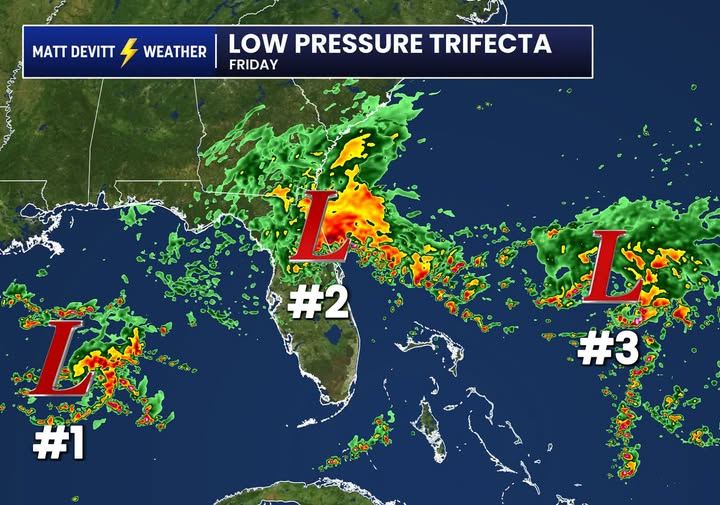 MATT DEVITT WEATHER
LOW PRESSURE TRIFECTA
FRIDAY
L
#2
L
#3
L
#1